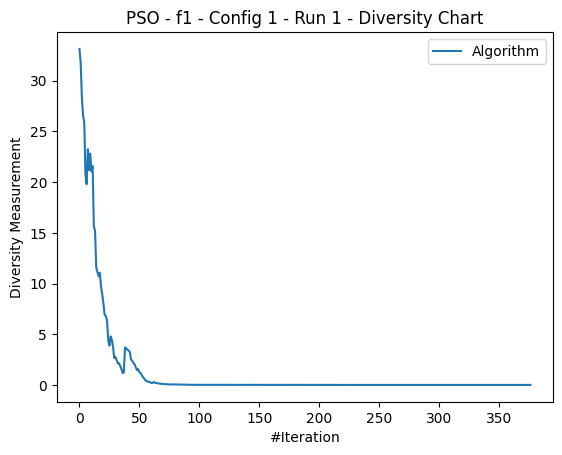 PSO - f1 - Config 1 - Run 1 - Diversity Chart
Algorithm
Diversity Measurement
30
25
20
15
10
5
0
0 50 100 150 200 250 300 350
#Iteration